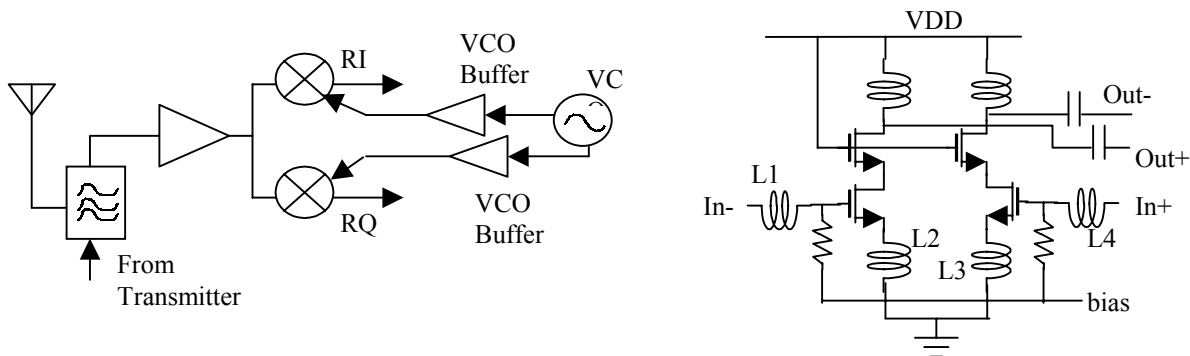 VCO
Buffer
RI
VC
RQ
VCO
Buffer
From
Transmitter
VDD
Out-
Out+
L1
In-
In+
L2
L4
L3
bias